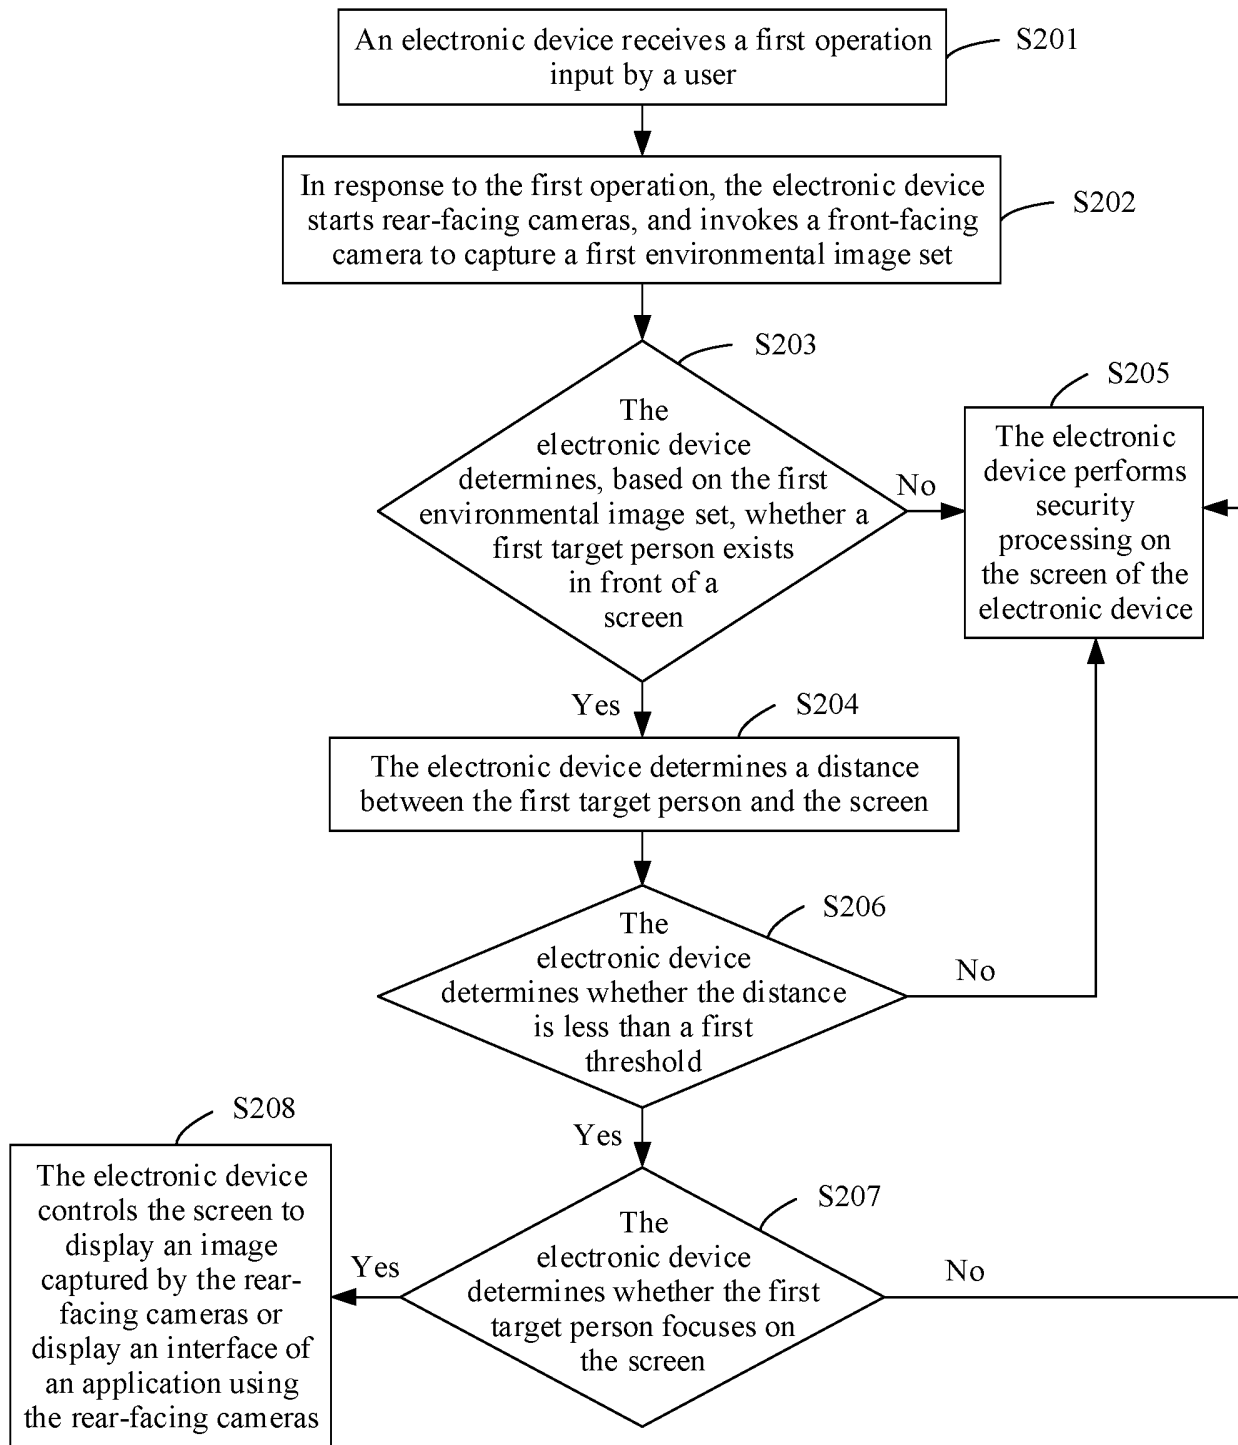 An electronic device receives a first operation
input by a user
S201
In response to the first operation, the electronic device
starts rear-facing cameras, and invokes a front-facing
camera to capture a first environmental image set
S202
S203
The
electronic device
determines, based on the first
environmental image set, whether a
first target person exists
in front of a
screen
No
S205
The electronic
device performs
security
processing on
the screen of the
electronic device
Yes
S204
The electronic device determines a distance
between the first target person and the screen
S206
The
electronic device
determines whether the distance
is less than a first
threshold
No
Yes
S207
The
electronic device
determines whether the first
target person focuses on
the screen
No
Yes
S208
The electronic device
controls the screen to
display an image
captured by the rear-
facing cameras or
display an interface of
an application using
the rear-facing cameras